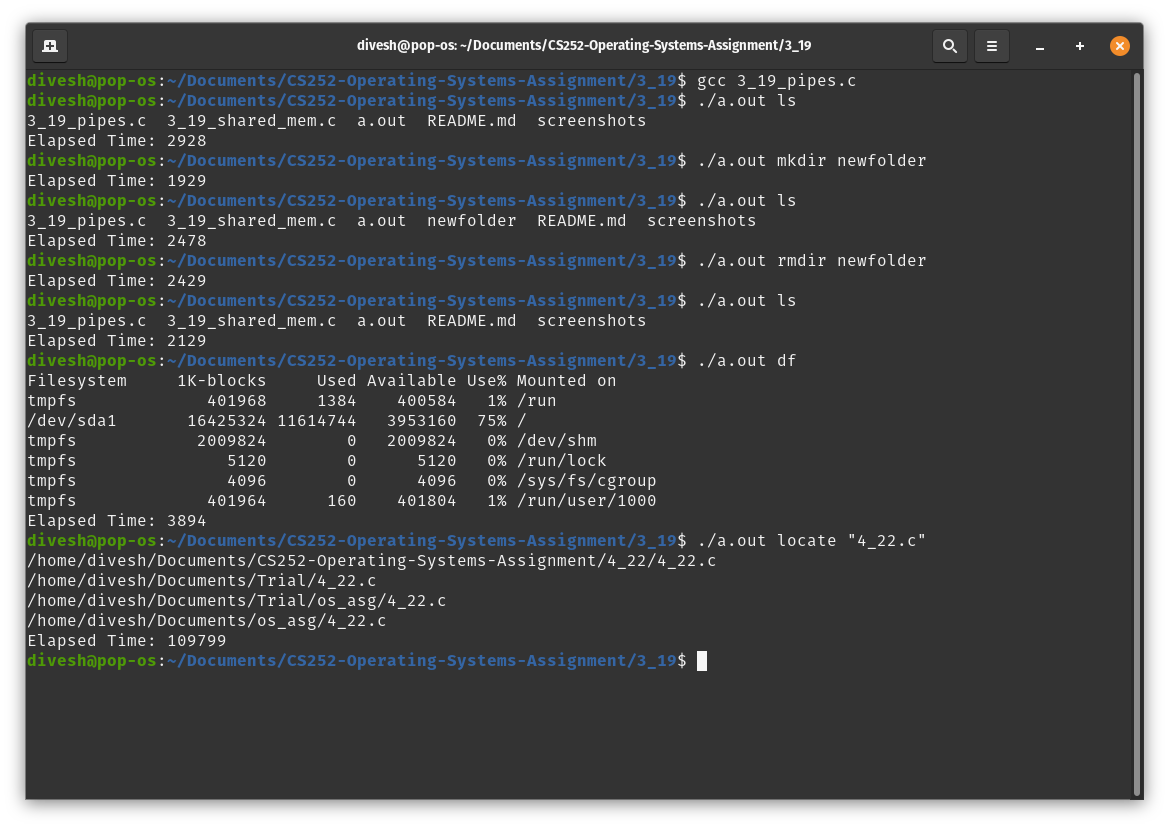 divesh@pop-os: ~/Documents/CS252-Operating-Systems-Assignment/3_19
divesh@pop-os:~/Documents/CS252-Operating-Systems-Assignment/3_19$ gcc 3_19_pipes.c
divesh@pop-os:~/Documents/CS252-Operating-Systems-Assignment/3_19$ ./a.out ls
3_19_pipes.c  3_19_shared_mem.c  a.out  README.md  screenshots
Elapsed Time: 2928
divesh@pop-os:~/Documents/CS252-Operating-Systems-Assignment/3_19$ ./a.out mkdir newfolder
Elapsed Time: 1929
divesh@pop-os:~/Documents/CS252-Operating-Systems-Assignment/3_19$ ./a.out ls
3_19_pipes.c  3_19_shared_mem.c  a.out  newfolder  README.md  screenshots
Elapsed Time: 2478
divesh@pop-os:~/Documents/CS252-Operating-Systems-Assignment/3_19$ ./a.out rmdir newfolder
Elapsed Time: 2429
divesh@pop-os:~/Documents/CS252-Operating-Systems-Assignment/3_19$ ./a.out ls
3_19_pipes.c  3_19_shared_mem.c  a.out  README.md  screenshots
Elapsed Time: 2129
divesh@pop-os:~/Documents/CS252-Operating-Systems-Assignment/3_19$ ./a.out df
Filesystem     1K-blocks     Used Available Use% Mounted on
tmpfs             401968     1384    400584   1% /run
/dev/sda1       16425324 11614744   3953160  75% /
tmpfs            2009824        0   2009824   0% /dev/shm
tmpfs               5120        0      5120   0% /run/lock
tmpfs               4096        0      4096   0% /sys/fs/cgroup
tmpfs             401964      160    401804   1% /run/user/1000
Elapsed Time: 3894
divesh@pop-os:~/Documents/CS252-Operating-Systems-Assignment/3_19$ ./a.out locate "4_22.c"
/home/divesh/Documents/CS252-Operating-Systems-Assignment/4_22/4_22.c
/home/divesh/Documents/Trial/4_22.c
/home/divesh/Documents/Trial/os_asg/4_22.c
/home/divesh/Documents/os_asg/4_22.c
Elapsed Time: 109799
divesh@pop-os:~/Documents/CS252-Operating-Systems-Assignment/3_19$